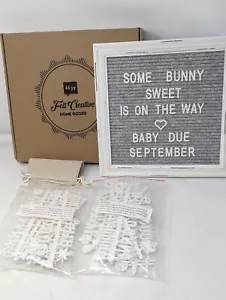 Felt Creative
HOME GOODS
SOME BUNNY
SWEET
IS ON THE WAY
BABY DUE
SEPTEMBER